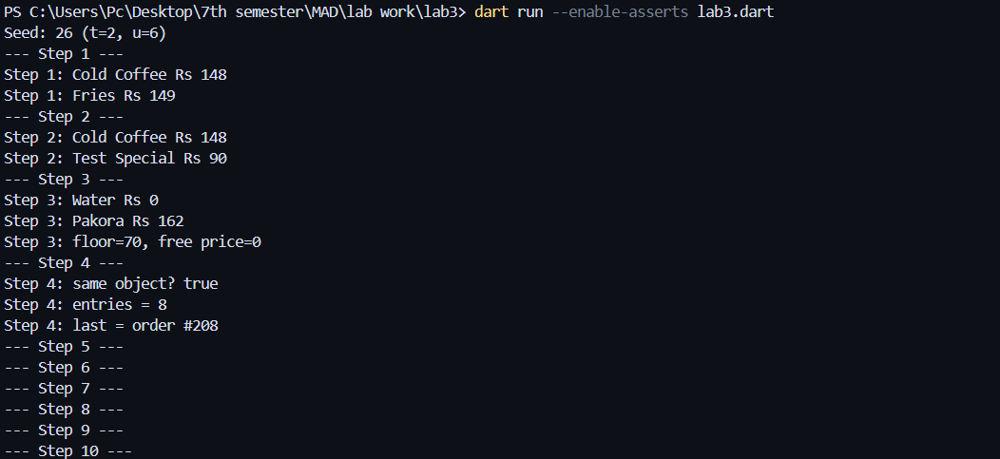 PS C:\Users\Pc\Desktop\7th semester\MAD\lab work\lab3> dart run --enable-asserts lab3.dart
Seed: 26 (t=2, u=6)
--- Step 1 ---
Step 1: Cold Coffee Rs 148
Step 1: Fries Rs 149
--- Step 2 ---
Step 2: Cold Coffee Rs 148
Step 2: Test Special Rs 90
--- Step 3 ---
Step 3: Water Rs 0
Step 3: Pakora Rs 162
Step 3: floor=70, free price=0
--- Step 4 ---
Step 4: same object? true
Step 4: entries = 8
Step 4: last = order #208
--- Step 5 ---
--- Step 6 ---
--- Step 7 ---
--- Step 8 ---
--- Step 9 ---
--- Step 10 ---